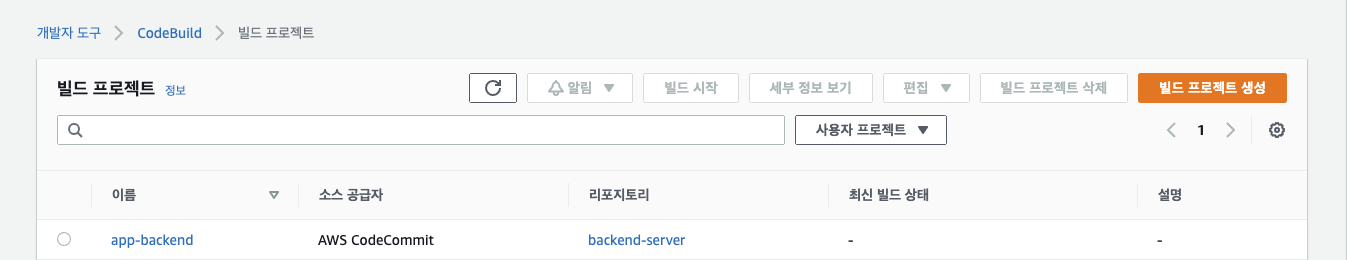 개발자 도구 > CodeBuild > 빌드 프로젝트
빌드 프로젝트 정보 알림 ▼ 빌드 시작 세부 정보 보기 편집 ▼ 빌드 프로젝트 삭제 빌드 프로젝트 생성
사용자 프로젝트 ▼ < 1 >
이름 소스 공급자 리포지토리 최신 빌드 상태 설명
app-backend AWS CodeCommit backend-server - -